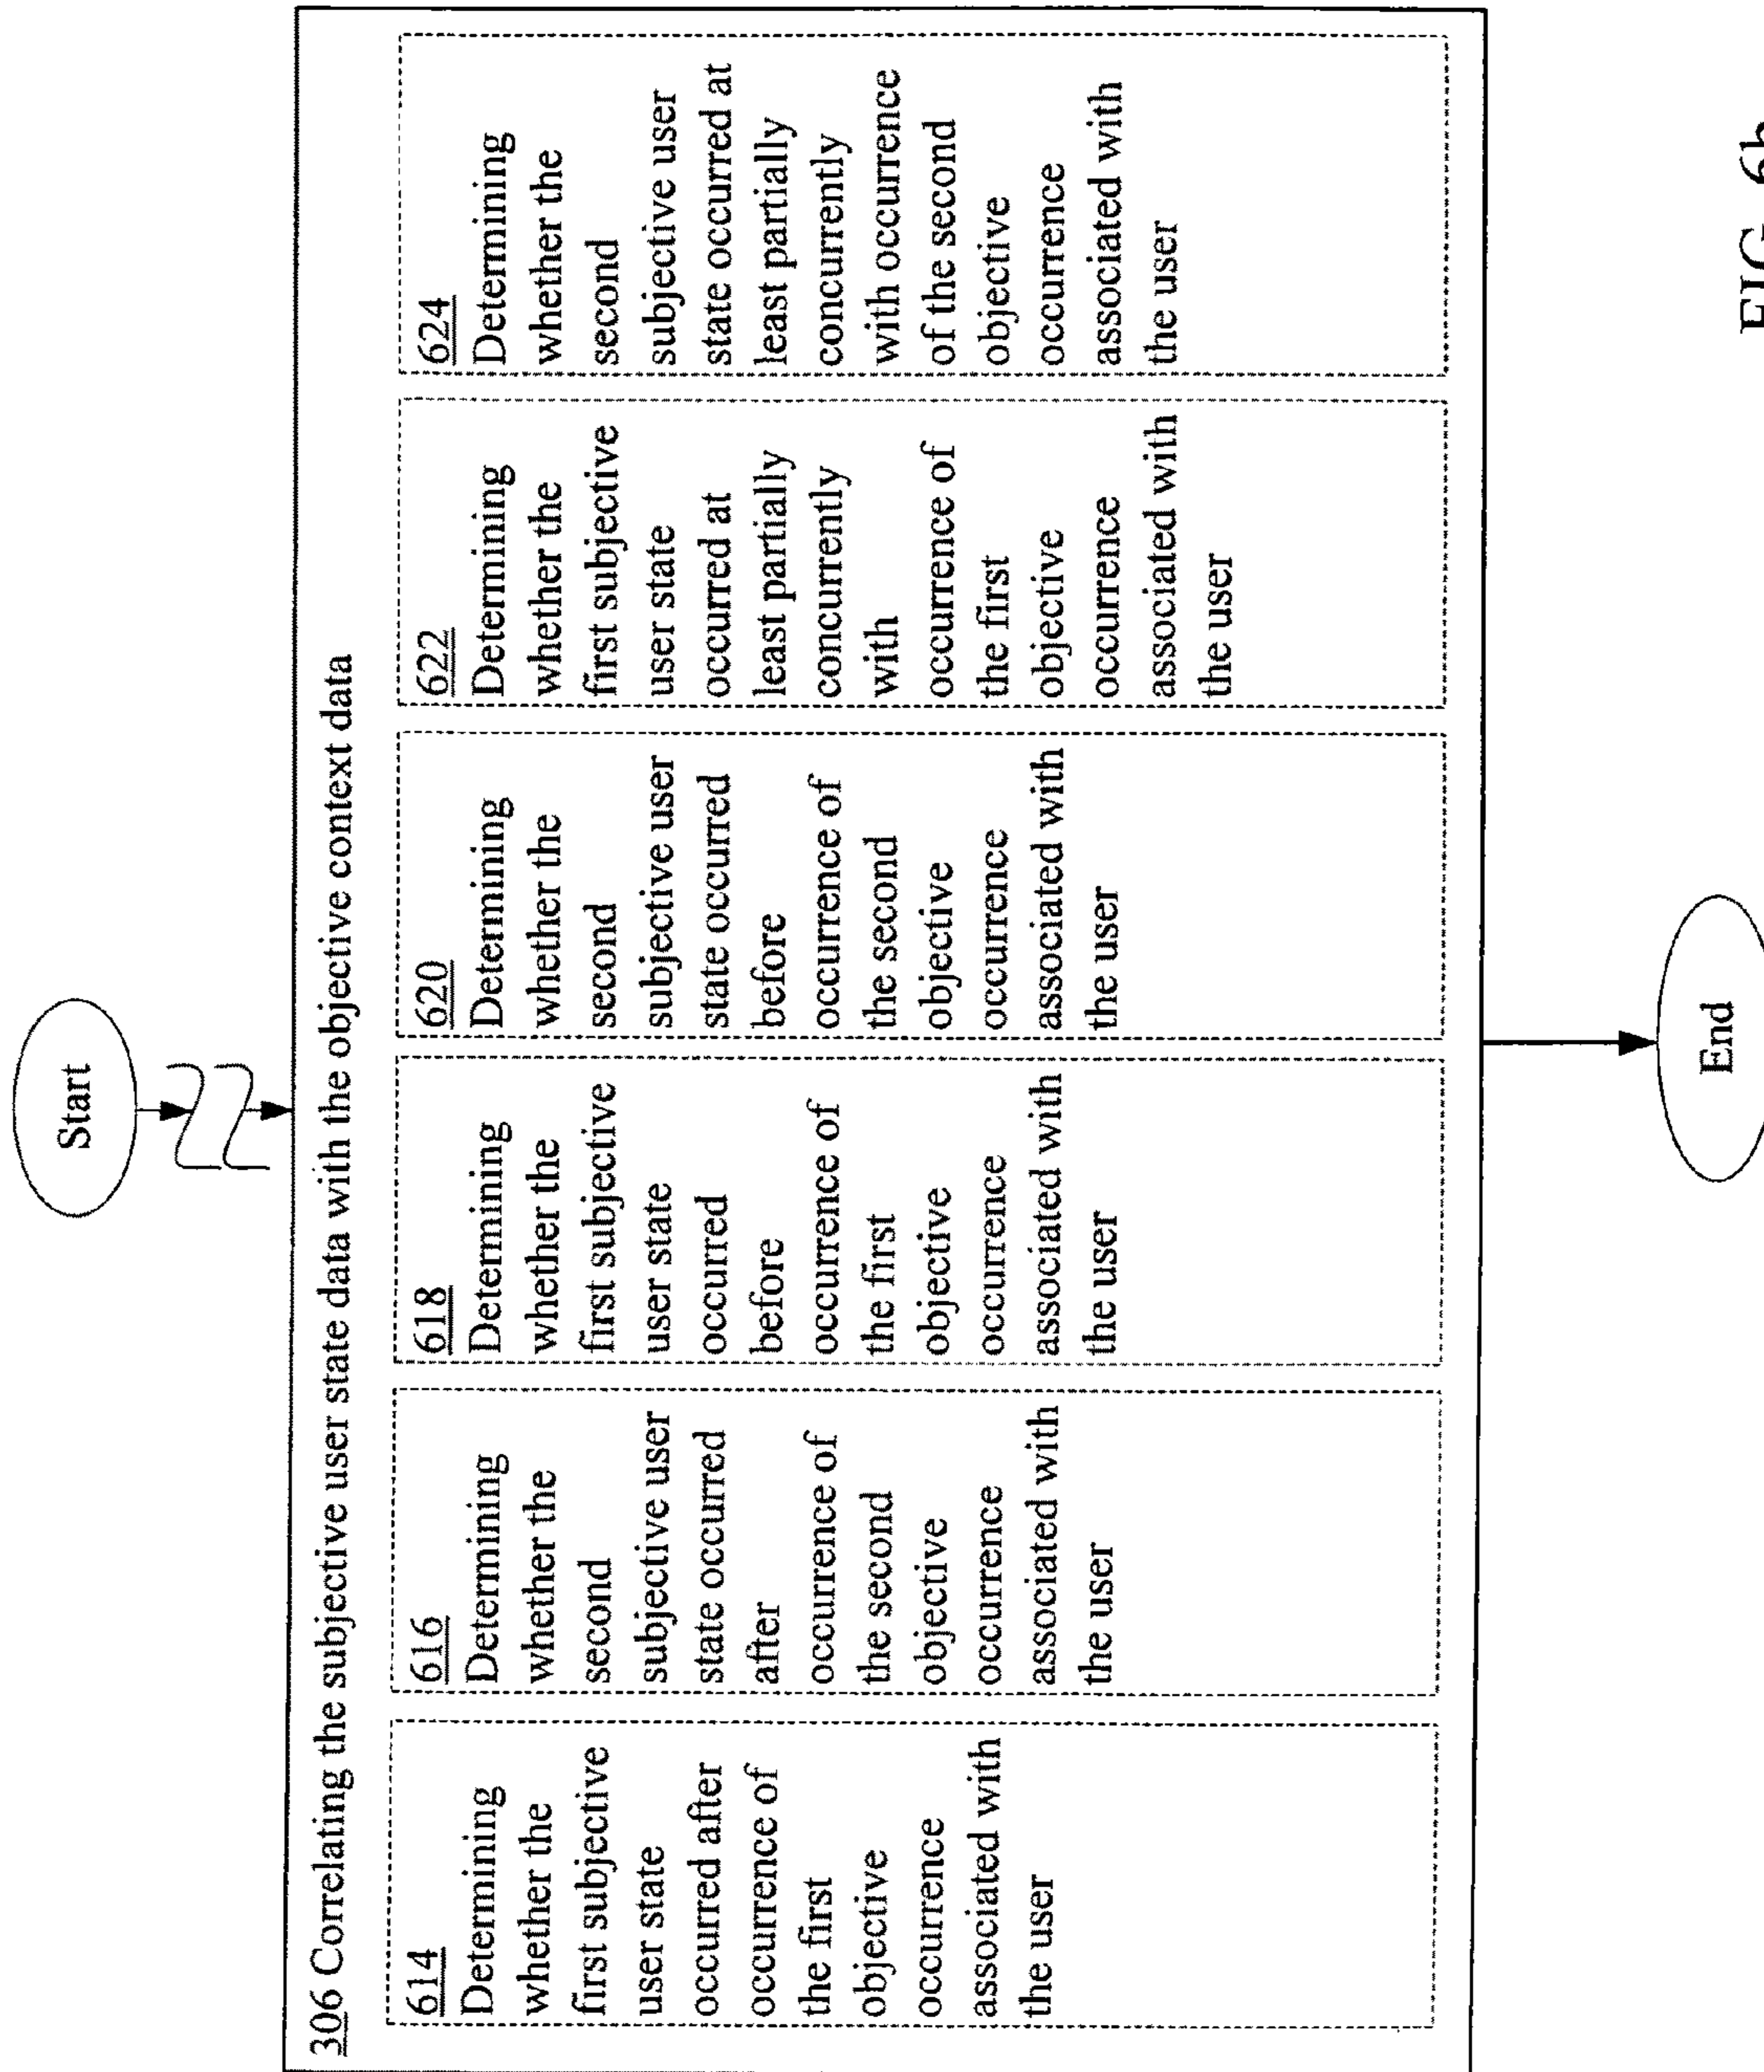 Start
306 Correlating the subjective user state data with the objective context data
614
Determining
whether the
first subjective
user state
occurred after
occurrence of
the first
objective
occurrence
associated with
the user
616
Determining
whether the
second
subjective user
state occurred
after
occurrence of
the second
objective
occurrence
associated with
the user
618
Determining
whether the
first subjective
user state
occurred
before
occurrence of
the first
objective
occurrence
associated with
the user
620
Determining
whether the
second
subjective user
state occurred
before
occurrence of
the second
objective
occurrence
associated with
the user
622
Determining
whether the
first subjective
user state
occurred at
least partially
concurrently
with
occurrence of
the first
objective
occurrence
associated with
the user
624
Determining
whether the
second
subjective user
state occurred at
least partially
concurrently
with occurrence
of the second
objective
occurrence
associated with
the user
End
FIG. 6b